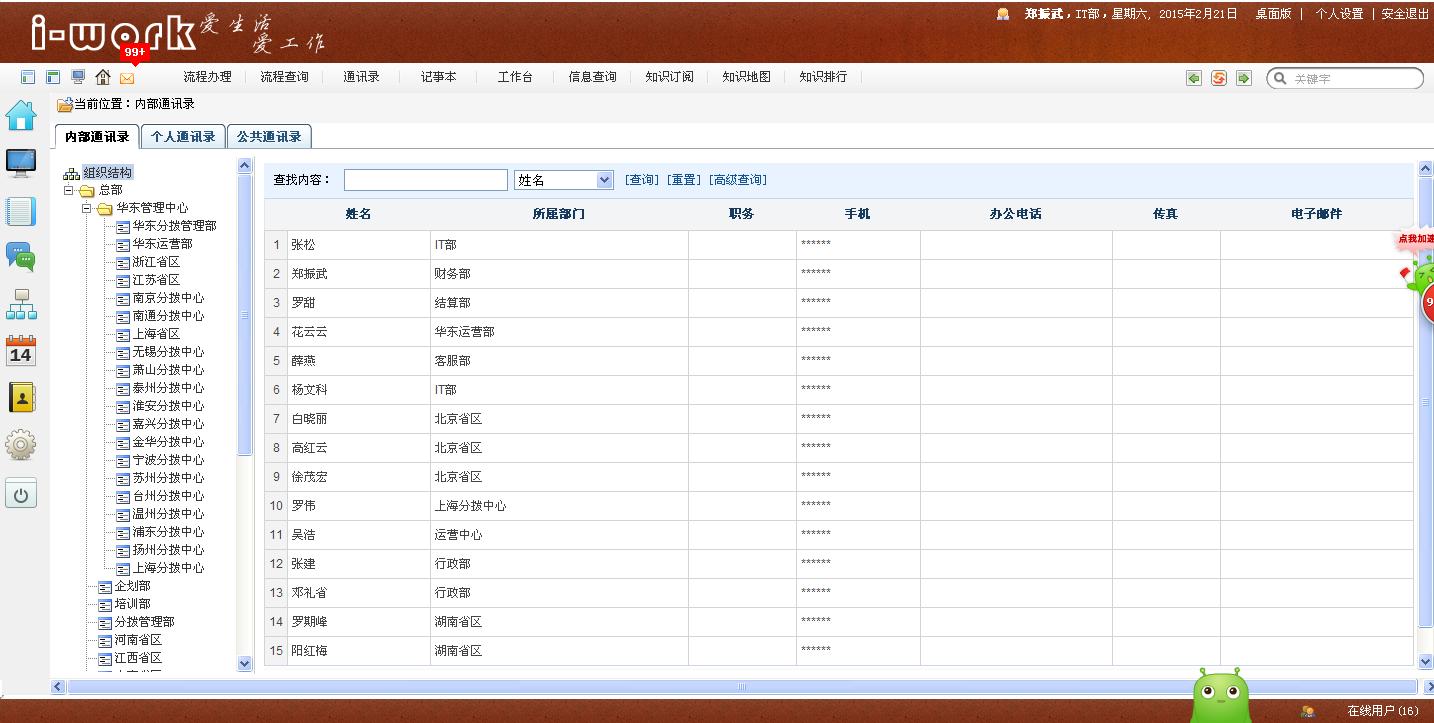 i-work 爱生活
爱工作
郑振武，IT部，星期六, 2015年2月21日 桌面版 | 个人设置 | 安全退出
99+
流程办理 流程查询 通讯录 记事本 工作台 信息查询 知识订阅 知识地图 知识排行 关键字
当前位置：内部通讯录
内部通讯录 个人通讯录 公共通讯录
组织结构
总部
华东管理中心
华东分拨管理部
华东运营部
浙江省区
江苏省区
南京分拨中心
南通分拨中心
上海省区
无锡分拨中心
萧山分拨中心
泰州分拨中心
淮安分拨中心
嘉兴分拨中心
金华分拨中心
宁波分拨中心
苏州分拨中心
台州分拨中心
温州分拨中心
浦东分拨中心
扬州分拨中心
上海分拨中心
企划部
培训部
分拨管理部
河南省区
江西省区
14
查找内容： 姓名 [查询] [重置] [高级查询]
姓名 所属部门 职务 手机 办公电话 传真 电子邮件
1 张松 IT部 ******
2 郑振武 财务部 ******
3 罗甜 结算部 ******
4 花云云 华东运营部 ******
5 薛燕 客服部 ******
6 杨文科 IT部 ******
7 白晓丽 北京省区 ******
8 高红云 北京省区 ******
9 徐茂宏 北京省区 ******
10 罗伟 上海分拨中心 ******
11 吴浩 运营中心 ******
12 张建 行政部 ******
13 邓礼省 行政部 ******
14 罗期峰 湖南省区 ******
15 阳红梅 湖南省区 ******
点我加速
9
在线用户(16)